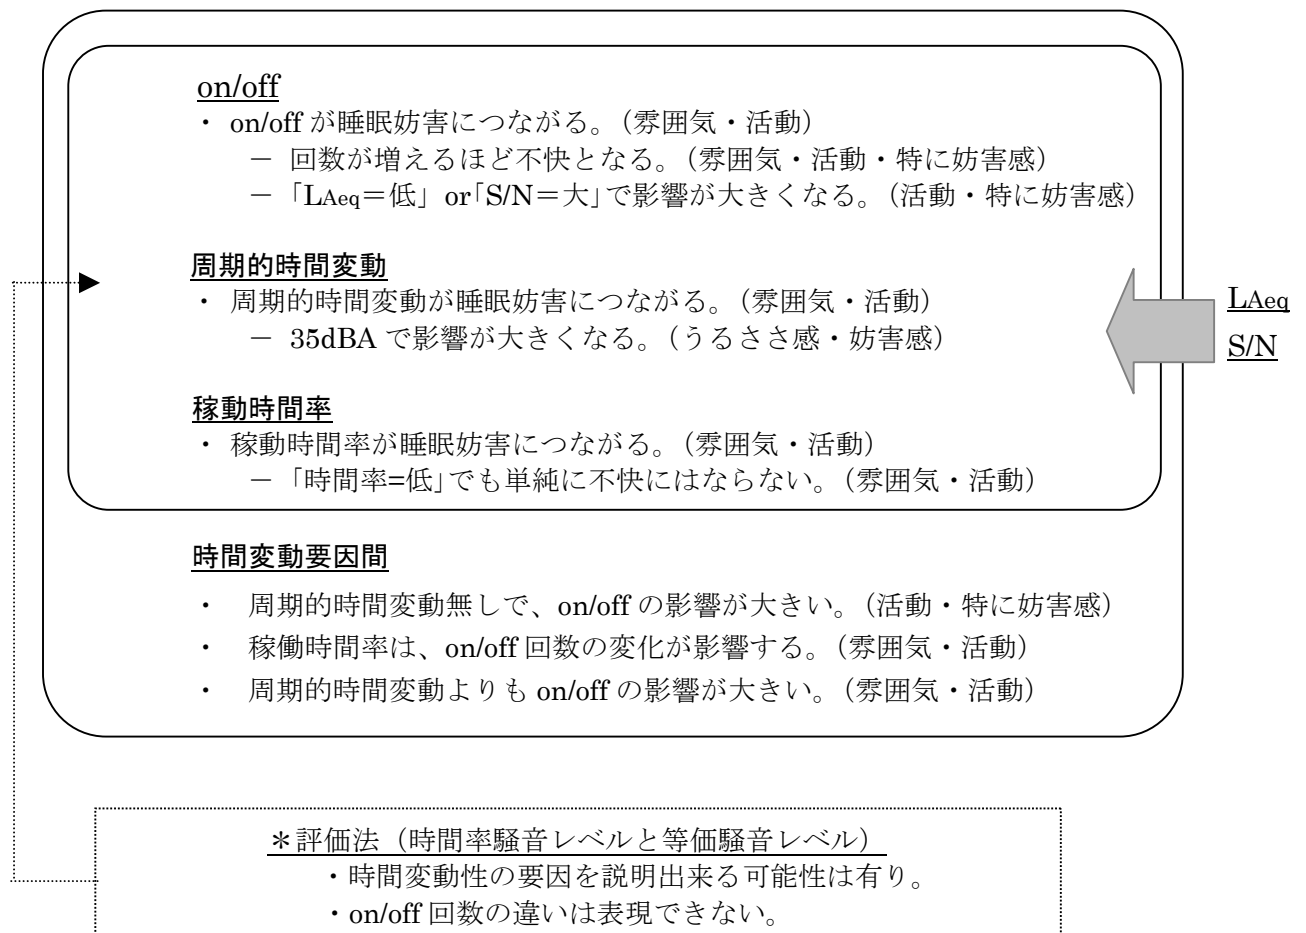 on/off
・ on/off が睡眠妨害につながる。（雰囲気・活動）
－ 回数が増えるほど不快となる。（雰囲気・活動・特に妨害感）
－「LAeq＝低」or「S/N＝大」で影響が大きくなる。（活動・特に妨害感）
周期的時間変動
・ 周期的時間変動が睡眠妨害につながる。（雰囲気・活動）
－ 35dBA で影響が大きくなる。（うるささ感・妨害感）
LAeq
S/N
稼動時間率
・ 稼動時間率が睡眠妨害につながる。（雰囲気・活動）
－「時間率=低」でも単純に不快にはならない。（雰囲気・活動）
時間変動要因間
・ 周期的時間変動無しで、on/off の影響が大きい。（活動・特に妨害感）
・ 稼働時間率は、on/off 回数の変化が影響する。（雰囲気・活動）
・ 周期的時間変動よりも on/off の影響が大きい。（雰囲気・活動）
＊評価法（時間率騒音レベルと等価騒音レベル）
・時間変動性の要因を説明出来る可能性は有り。
・on/off 回数の違いは表現できない。